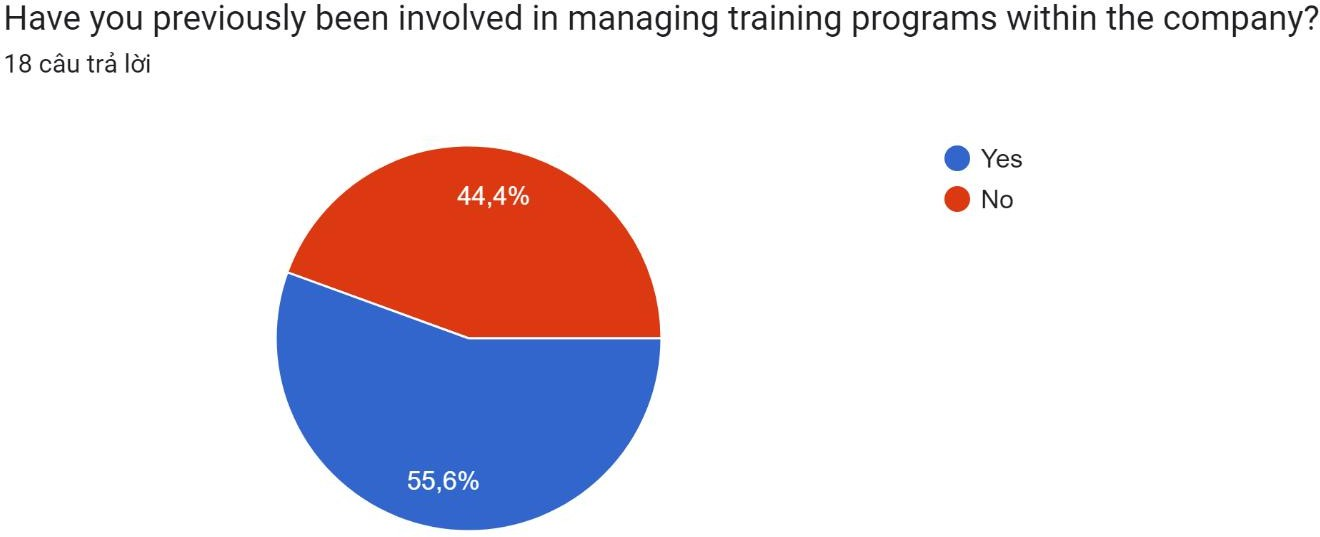 Have you previously been involved in managing training programs within the company?
18 câu trả lời
Yes
No
44,4%
55,6%